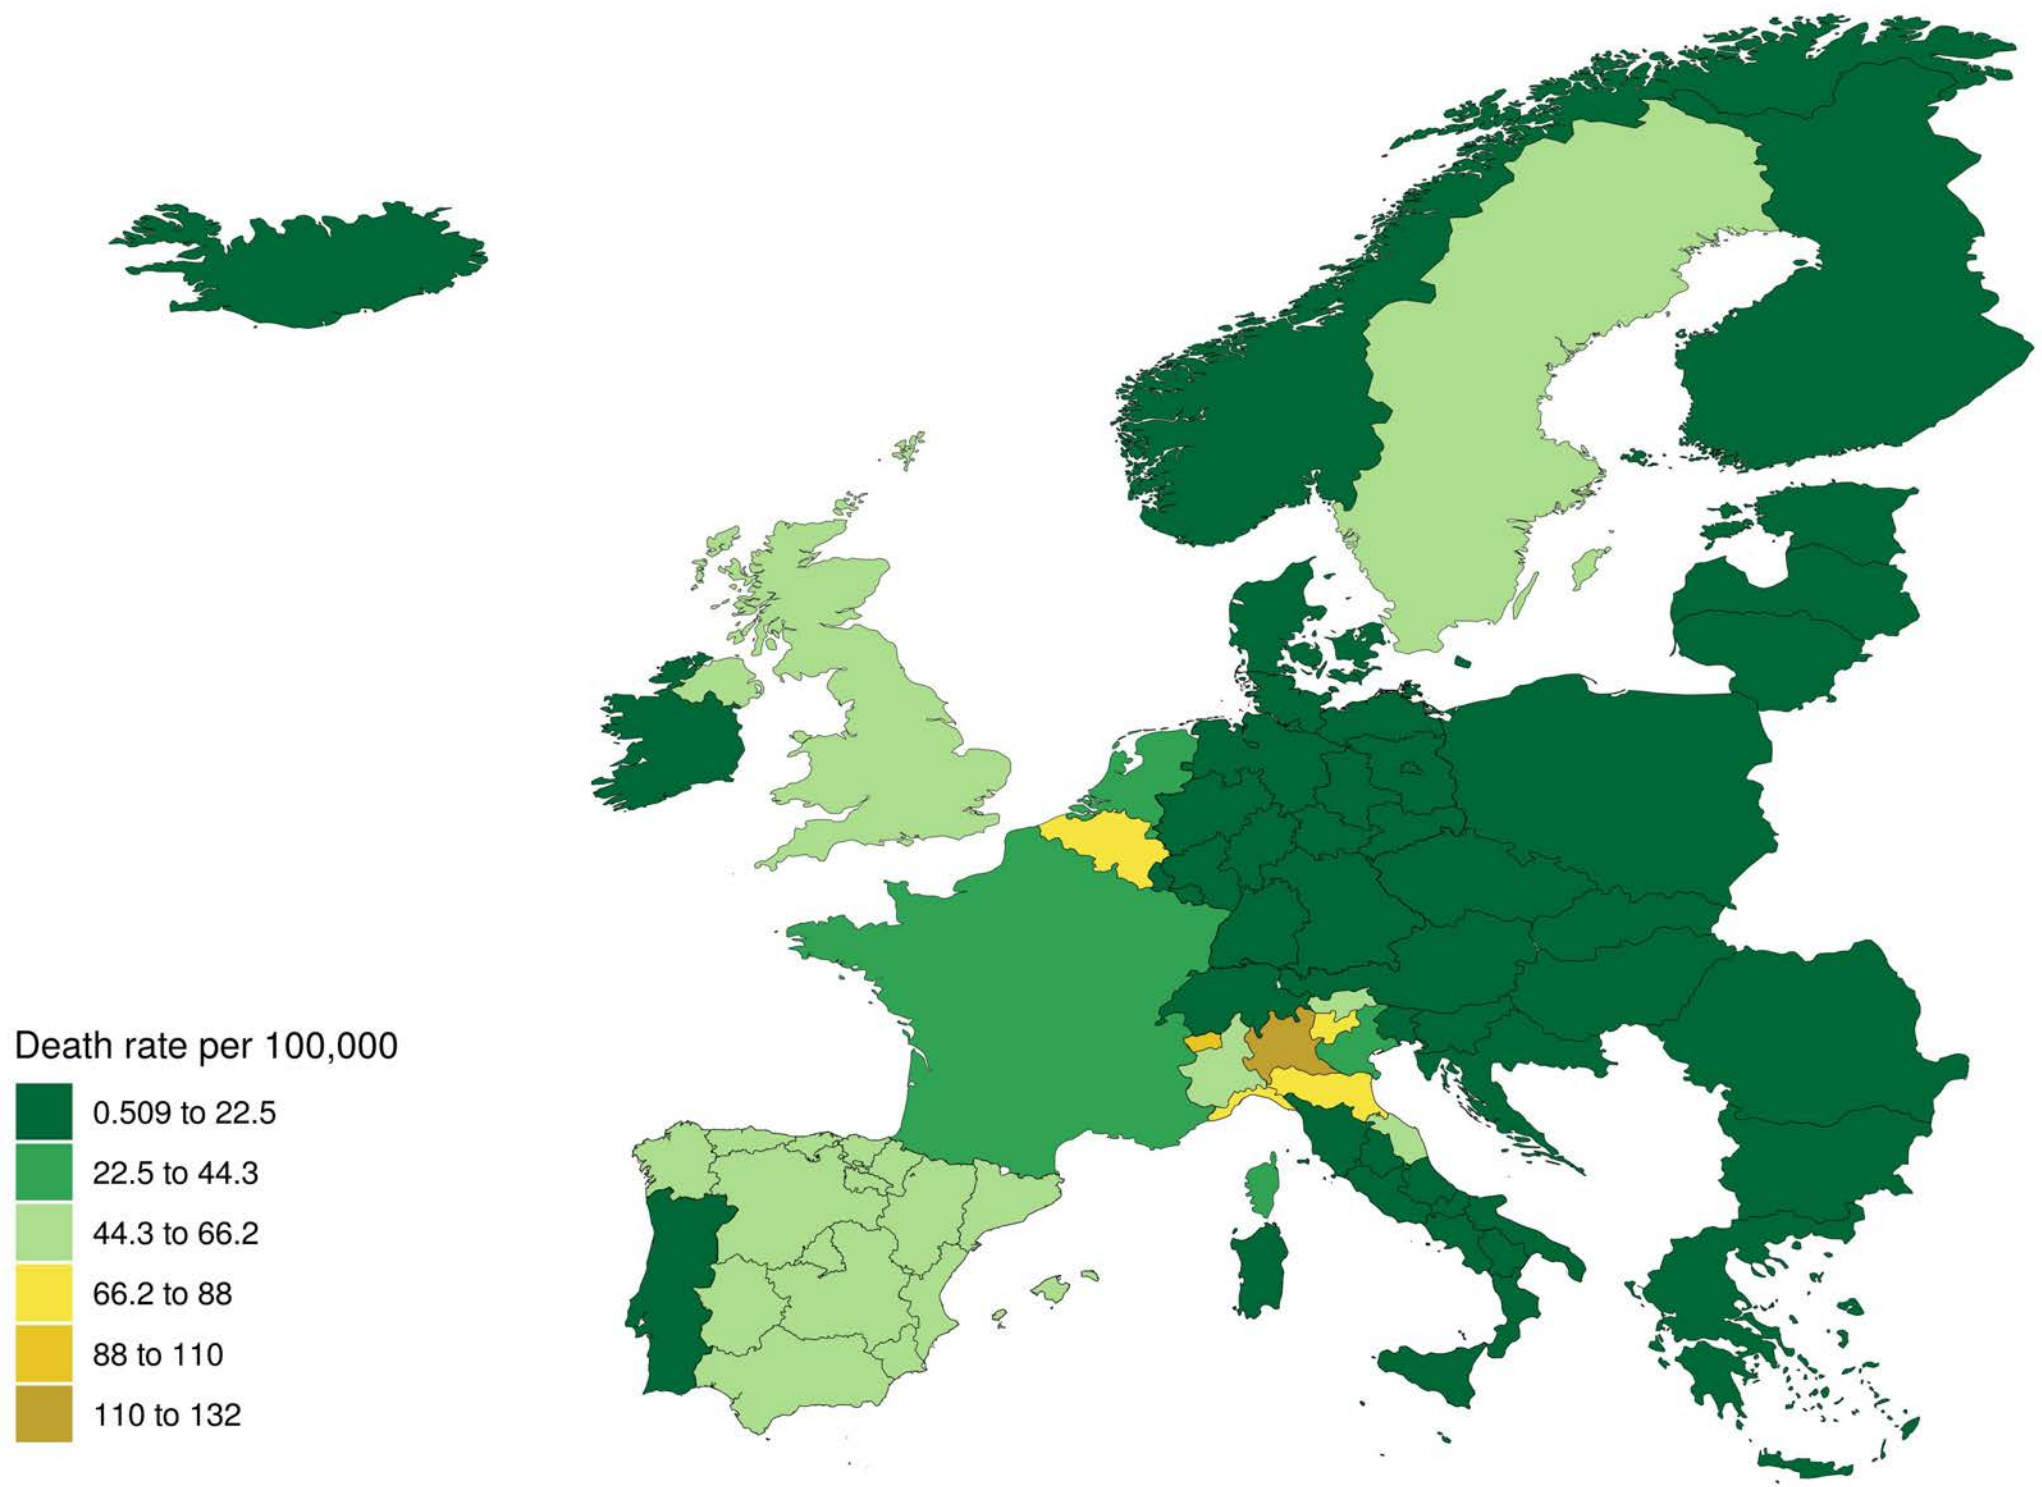 Death rate per 100,000
0.509 to 22.5
22.5 to 44.3
44.3 to 66.2
66.2 to 88
88 to 110
110 to 132